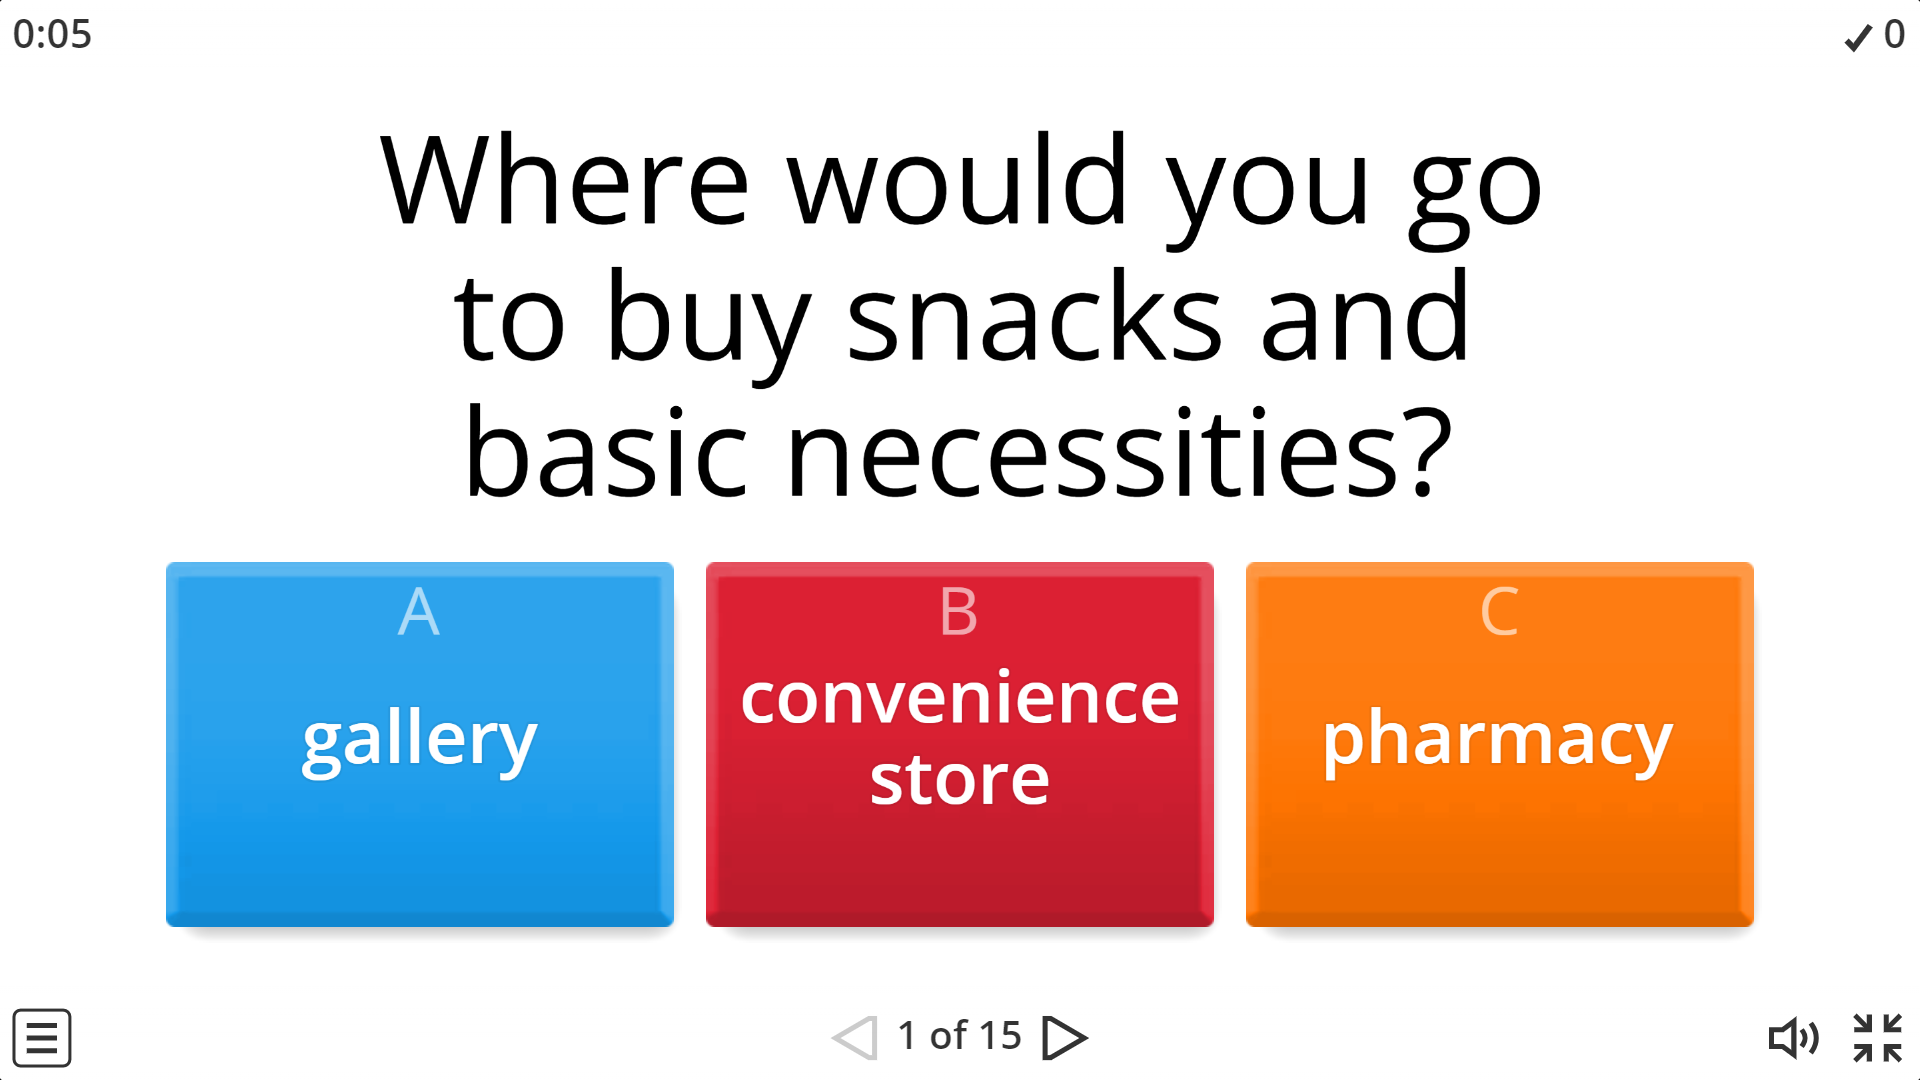 0:05
0
Where would you go
to buy snacks and
basic necessities?
A
gallery
B
convenience
store
C
pharmacy
1 of 15